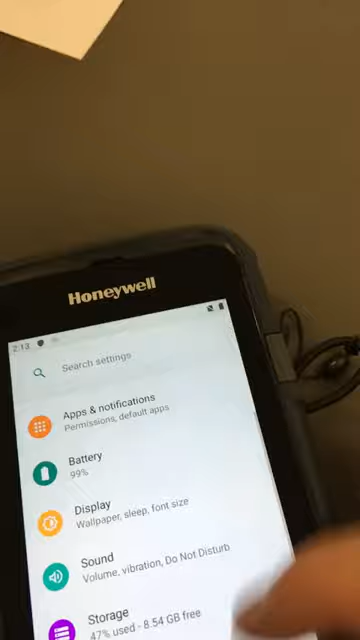 Honeywell
2:13
Search settings
Apps & notifications
Permissions, default apps
Battery
99%
Display
Wallpaper, sleep, font size
Sound
Volume, vibration, Do Not Disturb
Storage
47% used - 8.54 GB free